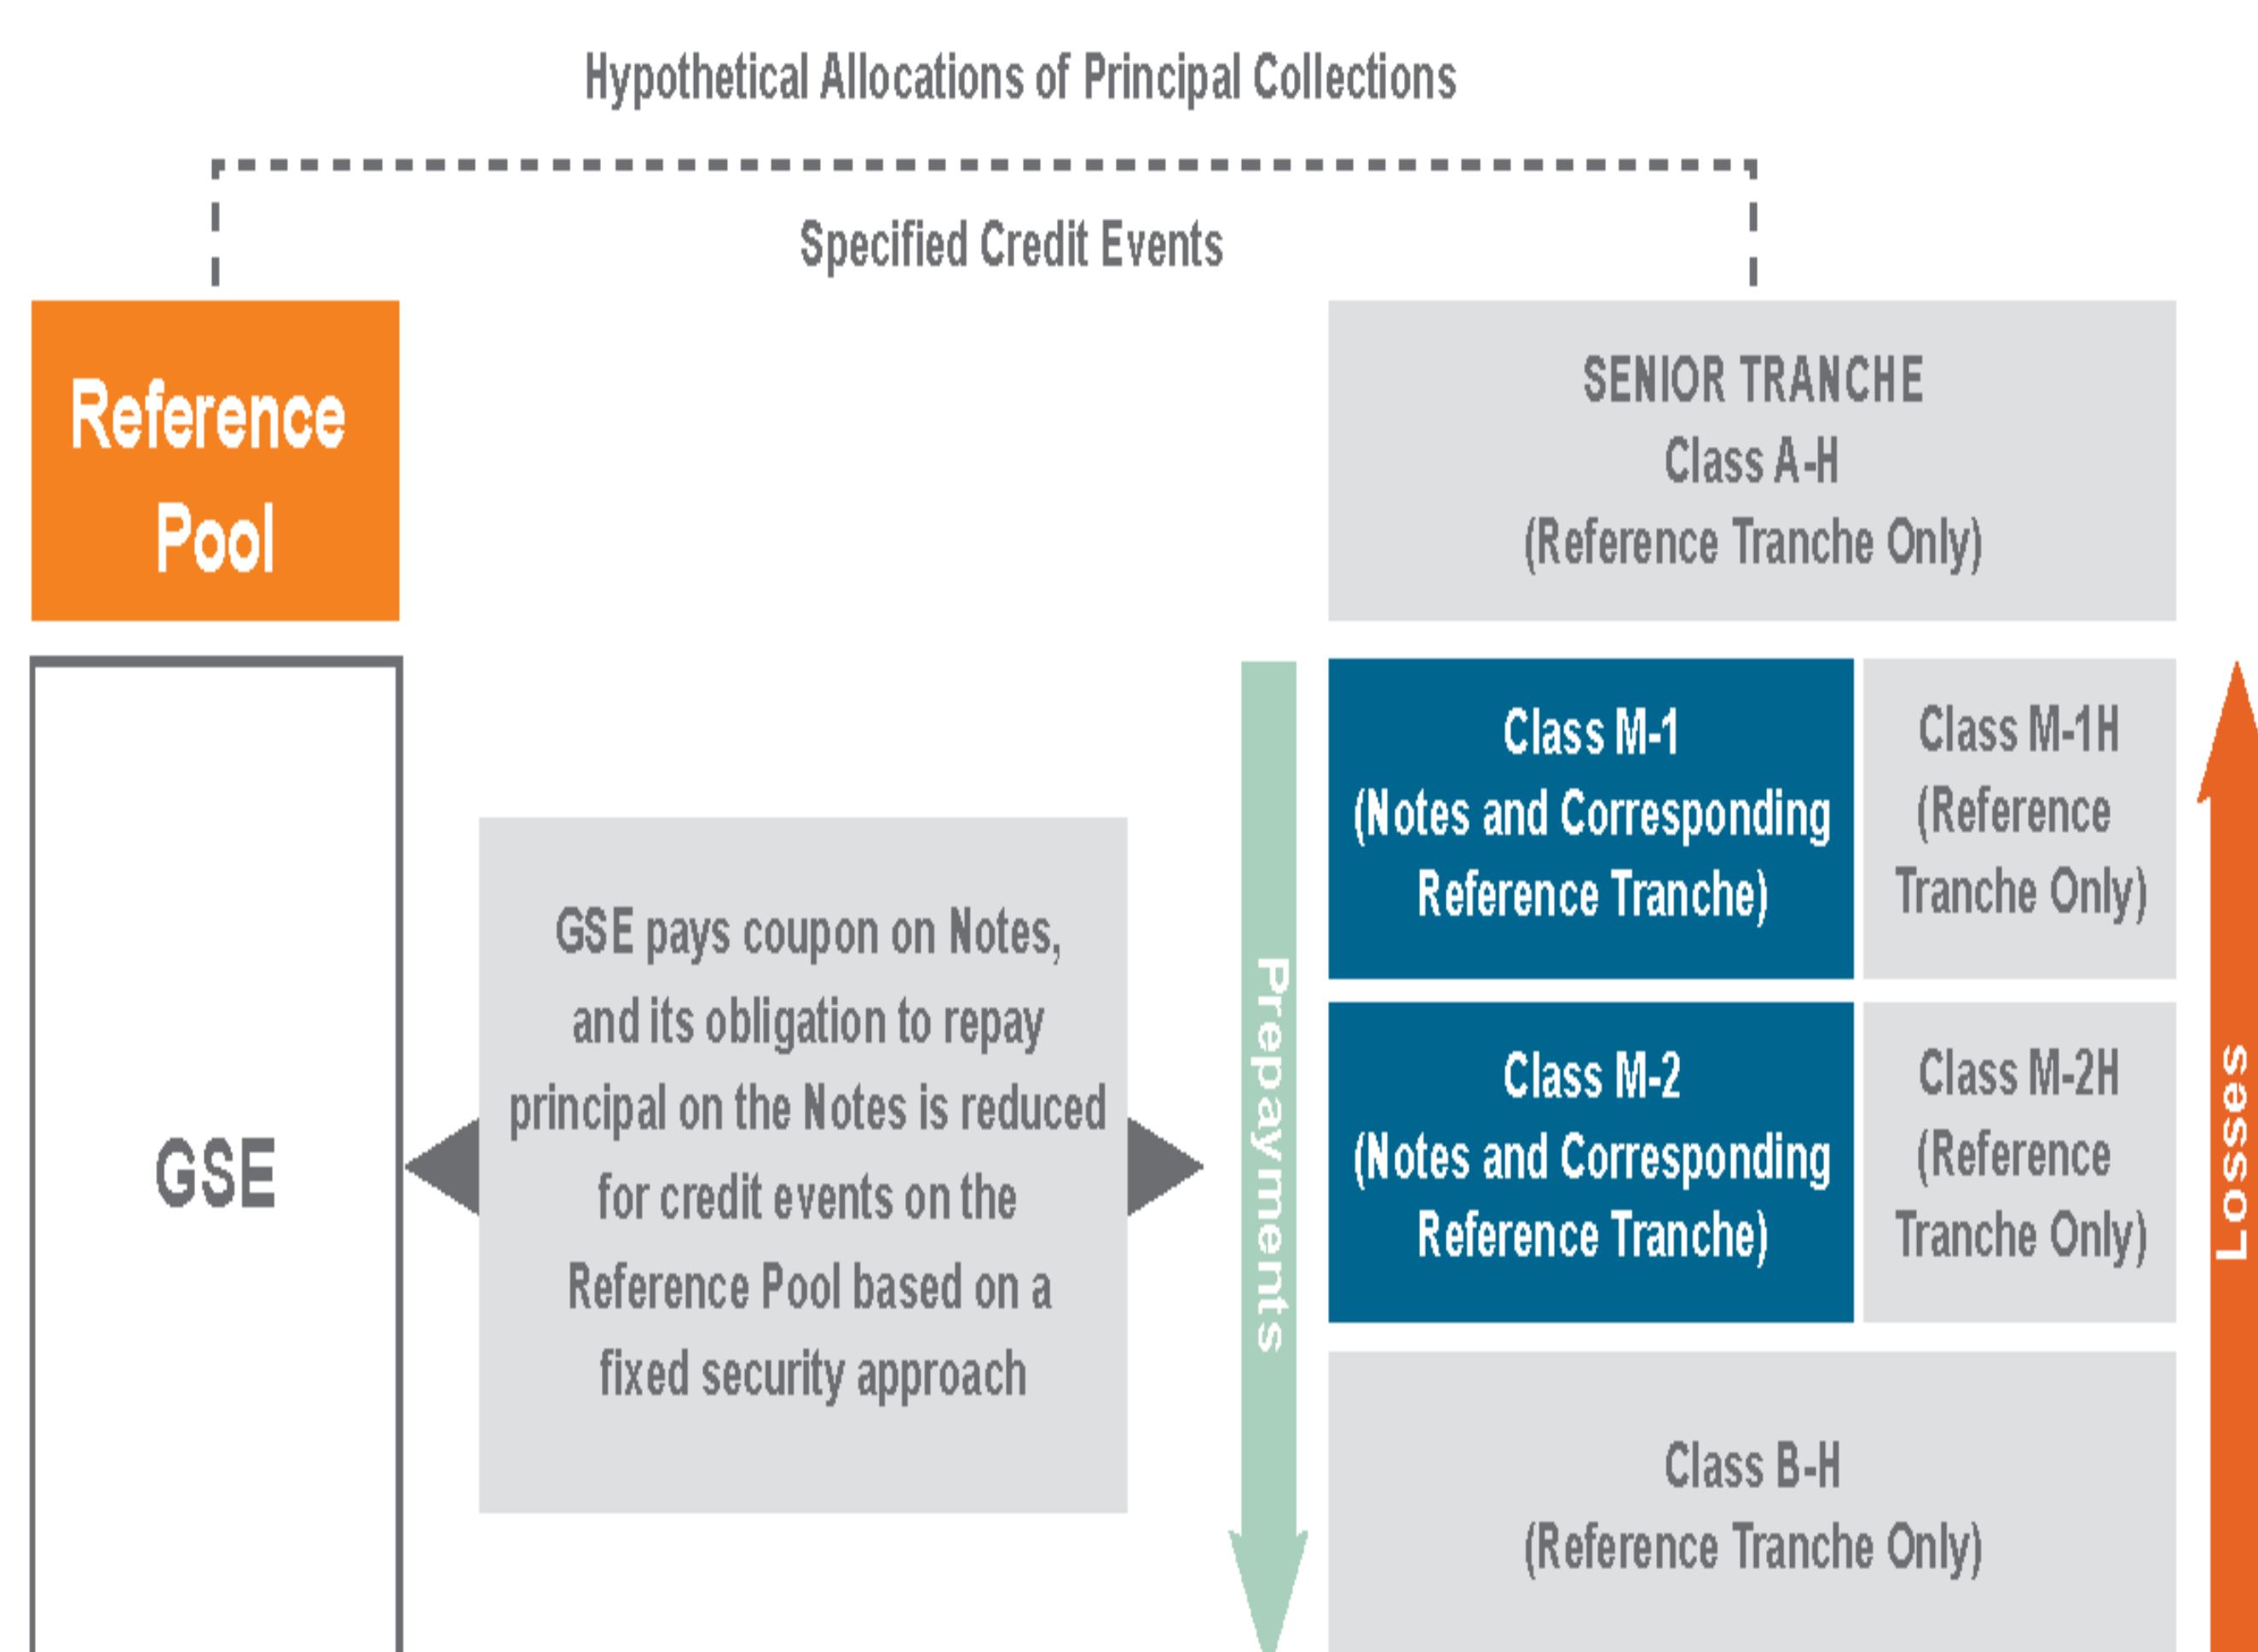 Hypothetical Allocations of Principal Collections
Specified Credit Events
Reference
Pool
SENIOR TRANCHE
Class A-H
(Reference Tranche Only)
GSE
GSE pays coupon on Notes,
and its obligation to repay
principal on the Notes is reduced
for credit events on the
Reference Pool based on a
fixed security approach
Prepayments
Class M-1
(Notes and Corresponding
Reference Tranche)
Class M-1H
(Reference
Tranche Only)
Class M-2
(Notes and Corresponding
Reference Tranche)
Class M-2H
(Reference
Tranche Only)
Losses
Class B-H
(Reference Tranche Only)